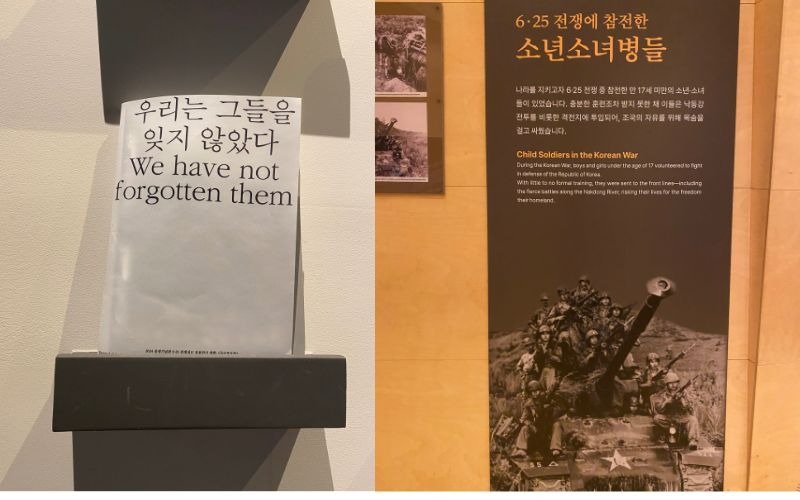 우리는 그들을
잊지 않았다
We have not
forgotten them
6·25 전쟁에 참전한
소년소녀병들
나라를 지키고자 6·25 전쟁 중 참전한 만 17세 미만의 소년·소녀
들이 있었습니다. 충분한 훈련조차 받지 못한 채 이들은 낙동강
전투를 비롯한 격전지에 투입되어, 조국의 자유를 위해 목숨을
걸고 싸웠습니다.
Child Soldiers in the Korean War
During the Korean War, boys and girls under the age of 17 volunteered to fight
in defense of the Republic of Korea.
With little to no formal training, they were sent to the front lines—including
the fierce battles along the Nakdong River, risking their lives for the freedom
their homeland.